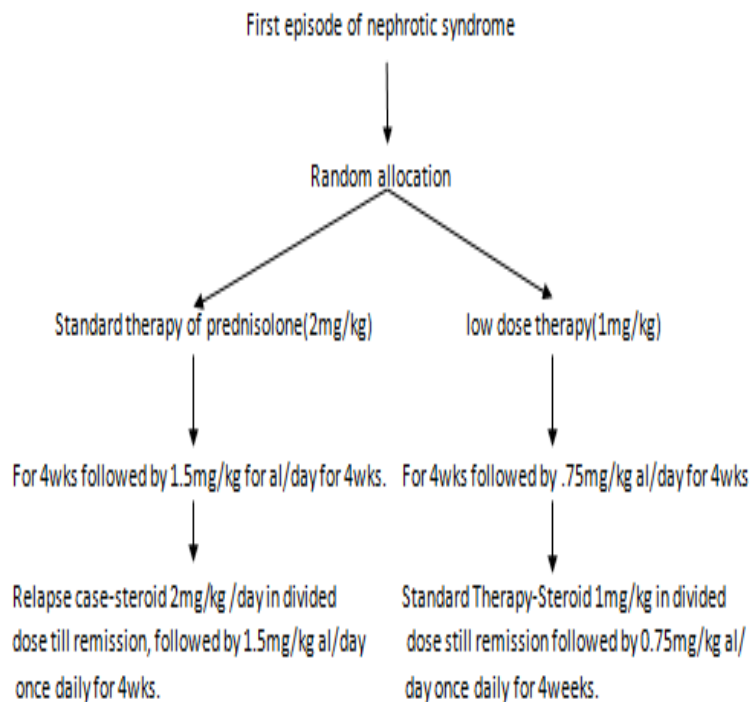 First episode of nephrotic syndrome
Random allocation
Standard therapy of prednisolone(2mg/kg)
low dose therapy(1mg/kg)
For 4wks followed by 1.5mg/kg for al/day for 4wks.
For 4wks followed by .75mg/kg al/day for 4wks
Relapse case-steroid 2mg/kg /day in divided
dose till remission, followed by 1.5mg/kg al/day
once daily for 4wks.
Standard Therapy-Steroid 1mg/kg in divided
dose still remission followed by 0.75mg/kg al/
day once daily for 4weeks.